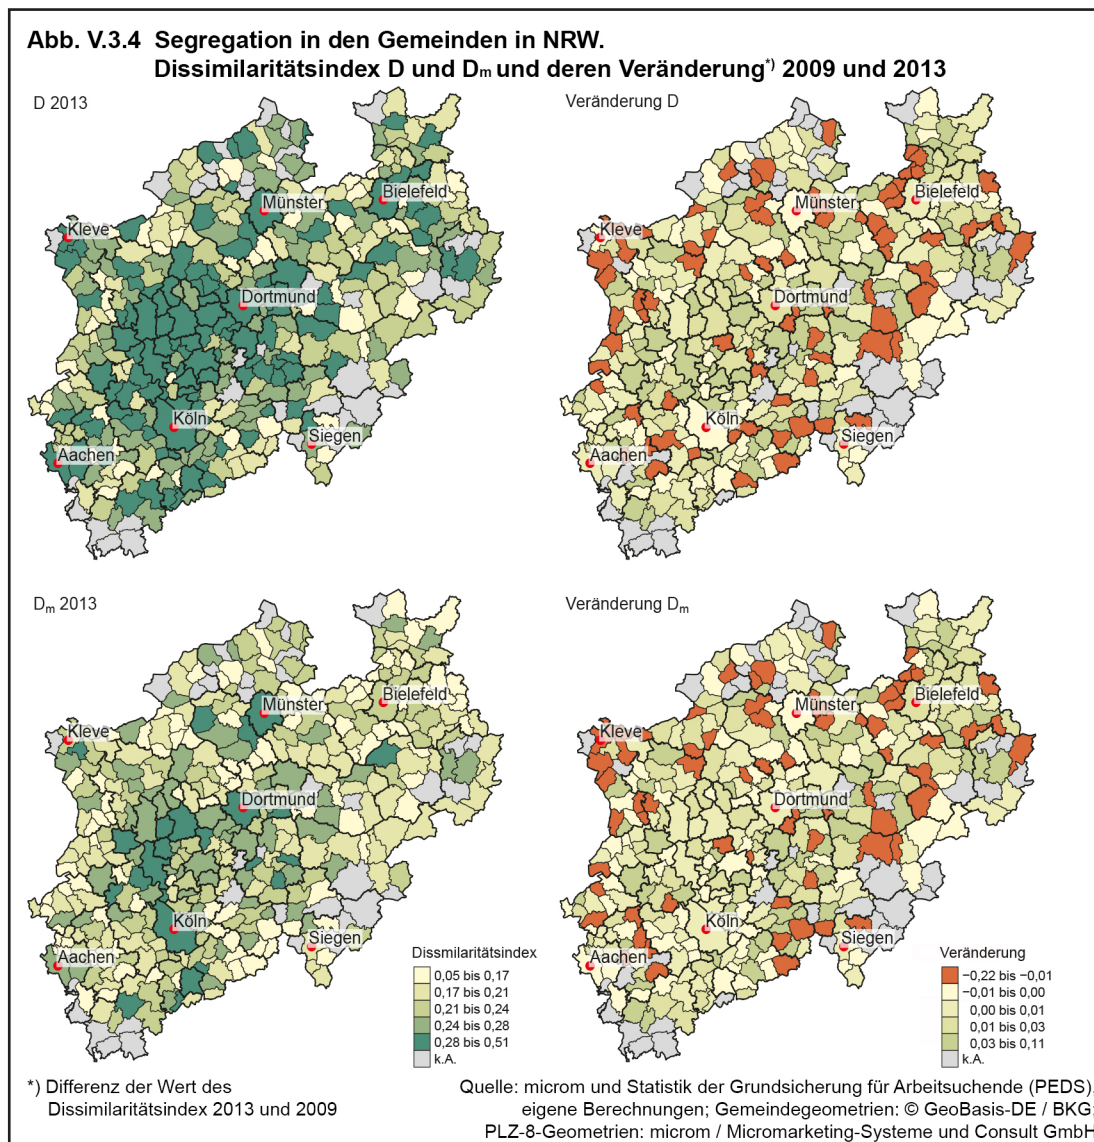 Abb. V.3.4 Segregation in den Gemeinden in NRW.
Dissimilaritätsindex D und Dm und deren Veränderung*) 2009 und 2013
D 2013
Münster
Bielefeld
Kleve
Dortmund
Köln
Aachen
Siegen
Veränderung D
Münster
Bielefeld
Kleve
Dortmund
Köln
Aachen
Siegen
Dm 2013
Münster
Bielefeld
Kleve
Dortmund
Köln
Aachen
Siegen
Dissmilaritätsindex
0,05 bis 0,17
0,17 bis 0,21
0,21 bis 0,24
0,24 bis 0,28
0,28 bis 0,51
k.A.
Veränderung Dm
Münster
Bielefeld
Kleve
Dortmund
Köln
Aachen
Siegen
Veränderung
−0,22 bis −0,01
−0,01 bis 0,00
0,00 bis 0,01
0,01 bis 0,03
0,03 bis 0,11
k.A.
*) Differenz der Wert des
Dissimilaritätsindex 2013 und 2009
Quelle: microm und Statistik der Grundsicherung für Arbeitsuchende (PEDS),
eigene Berechnungen; Gemeindegeometrien: © GeoBasis-DE / BKG;
PLZ-8-Geometrien: microm / Micromarketing-Systeme und Consult GmbH